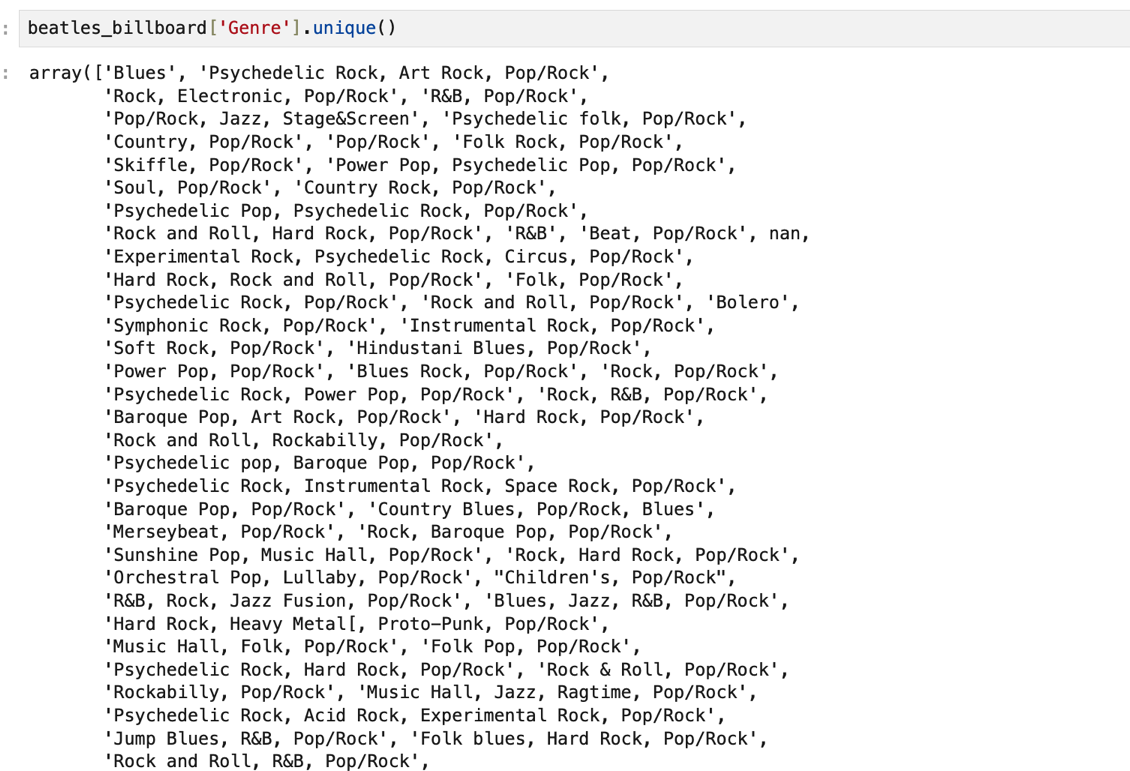 : beatles_billboard['Genre'].unique()
: array(['Blues', 'Psychedelic Rock, Art Rock, Pop/Rock',
'Rock, Electronic, Pop/Rock', 'R&B, Pop/Rock',
'Pop/Rock, Jazz, Stage&Screen', 'Psychedelic folk, Pop/Rock',
'Country, Pop/Rock', 'Pop/Rock', 'Folk Rock, Pop/Rock',
'Skiffle, Pop/Rock', 'Power Pop, Psychedelic Pop, Pop/Rock',
'Soul, Pop/Rock', 'Country Rock, Pop/Rock',
'Psychedelic Pop, Psychedelic Rock, Pop/Rock',
'Rock and Roll, Hard Rock, Pop/Rock', 'R&B', 'Beat, Pop/Rock', nan,
'Experimental Rock, Psychedelic Rock, Circus, Pop/Rock',
'Hard Rock, Rock and Roll, Pop/Rock', 'Folk, Pop/Rock',
'Psychedelic Rock, Pop/Rock', 'Rock and Roll, Pop/Rock', 'Bolero',
'Symphonic Rock, Pop/Rock', 'Instrumental Rock, Pop/Rock',
'Soft Rock, Pop/Rock', 'Hindustani Blues, Pop/Rock',
'Power Pop, Pop/Rock', 'Blues Rock, Pop/Rock', 'Rock, Pop/Rock',
'Psychedelic Rock, Power Pop, Pop/Rock', 'Rock, R&B, Pop/Rock',
'Baroque Pop, Art Rock, Pop/Rock', 'Hard Rock, Pop/Rock',
'Rock and Roll, Rockabilly, Pop/Rock',
'Psychedelic pop, Baroque Pop, Pop/Rock',
'Psychedelic Rock, Instrumental Rock, Space Rock, Pop/Rock',
'Baroque Pop, Pop/Rock', 'Country Blues, Pop/Rock, Blues',
'Merseybeat, Pop/Rock', 'Rock, Baroque Pop, Pop/Rock',
'Sunshine Pop, Music Hall, Pop/Rock', 'Rock, Hard Rock, Pop/Rock',
'Orchestral Pop, Lullaby, Pop/Rock', "Children's, Pop/Rock",
'R&B, Rock, Jazz Fusion, Pop/Rock', 'Blues, Jazz, R&B, Pop/Rock',
'Hard Rock, Heavy Metal[, Proto-Punk, Pop/Rock',
'Music Hall, Folk, Pop/Rock', 'Folk Pop, Pop/Rock',
'Psychedelic Rock, Hard Rock, Pop/Rock', 'Rock & Roll, Pop/Rock',
'Rockabilly, Pop/Rock', 'Music Hall, Jazz, Ragtime, Pop/Rock',
'Psychedelic Rock, Acid Rock, Experimental Rock, Pop/Rock',
'Jump Blues, R&B, Pop/Rock', 'Folk blues, Hard Rock, Pop/Rock',
'Rock and Roll, R&B, Pop/Rock',